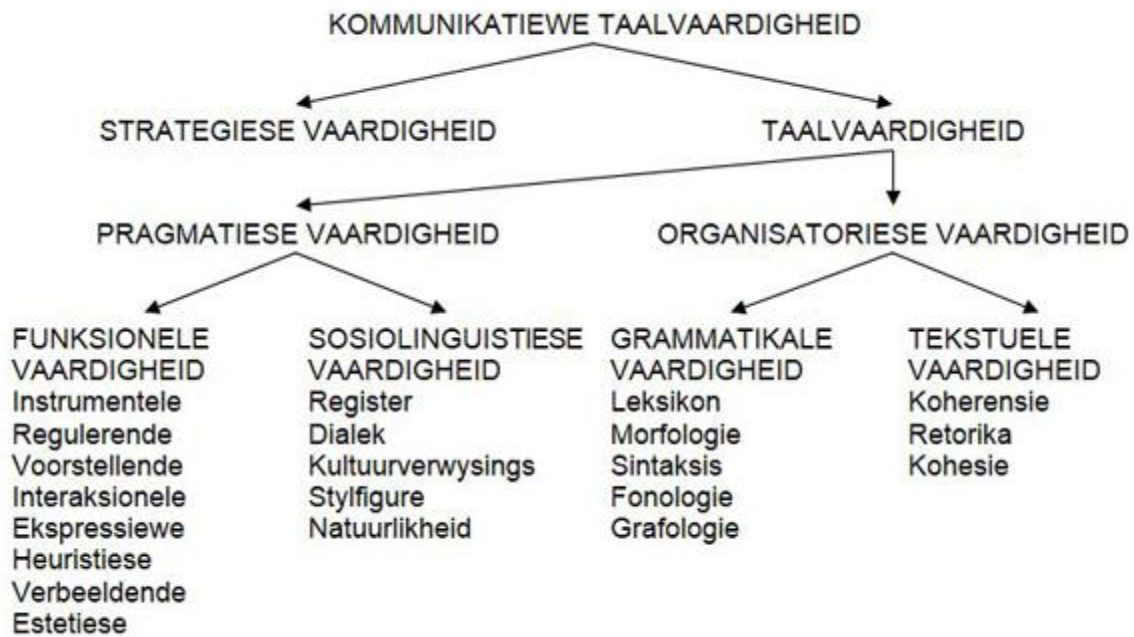 KOMMUNIKATIEWE TAALVAARDIGHEID
STRATEGIESE VAARDIGHEID
TAALVAARDIGHEID
PRAGMATIESE VAARDIGHEID
ORGANISATORIESE VAARDIGHEID
FUNKSIONELE
VAARDIGHEID
Instrumentele
Regulerende
Voorstellende
Interaksionele
Ekspressiewe
Heuristiese
Verbeeldende
Estetiese
SOSIOLINGUISTIESE
VAARDIGHEID
Register
Dialek
Kultuurverwysings
Stylfigure
Natuurlikheid
GRAMMATIKALE
VAARDIGHEID
Leksikon
Morfologie
Sintaksis
Fonologie
Grafologie
TEKSTUELE
VAARDIGHEID
Koherensie
Retorika
Kohesie